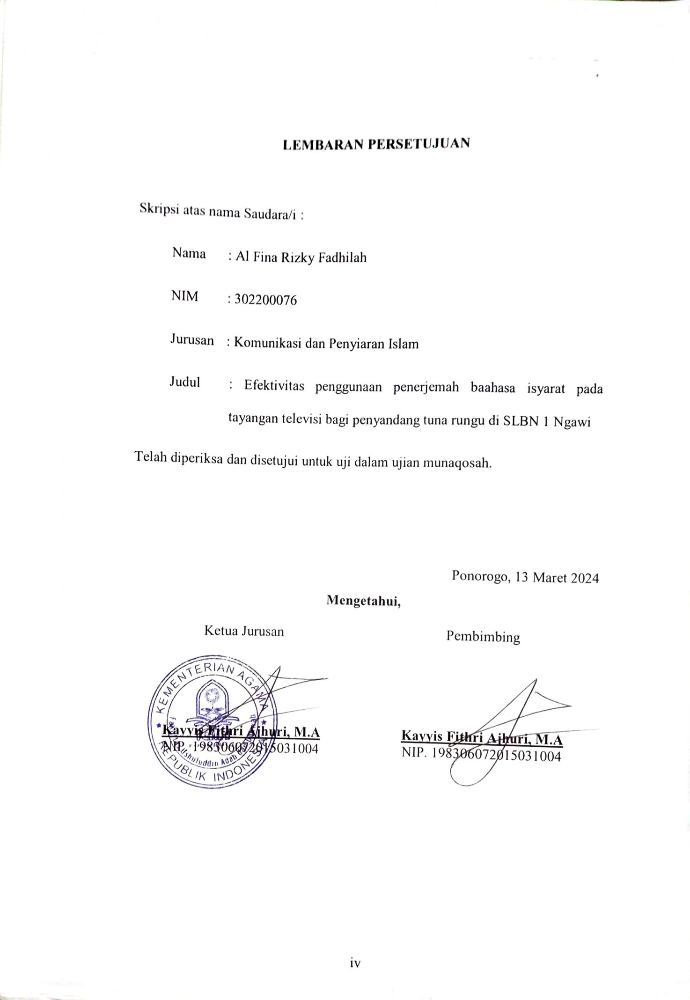 LEMBARAN PERSETUJUAN
Skripsi atas nama Saudara/i :
Nama : Al Fina Rizky Fadhilah
NIM : 302200076
Jurusan : Komunikasi dan Penyiaran Islam
Judul : Efektivitas penggunaan penerjemah baahasa isyarat pada
tayangan televisi bagi penyandang tuna rungu di SLBN 1 Ngawi
Telah diperiksa dan disetujui untuk uji dalam ujian munaqosah.
Ponorogo, 13 Maret 2024
Mengetahui,
Ketua Jurusan
Pembimbing
KEMENTERIAN AGAMA
Ushuluddin Adab dan
REPUBLIK INDONESIA
Kayyis Fithri Ajhuri, M.A
NIP. 198306072015031004
Kayyis Fithri Ajhuri, M.A
NIP. 198306072015031004
iv